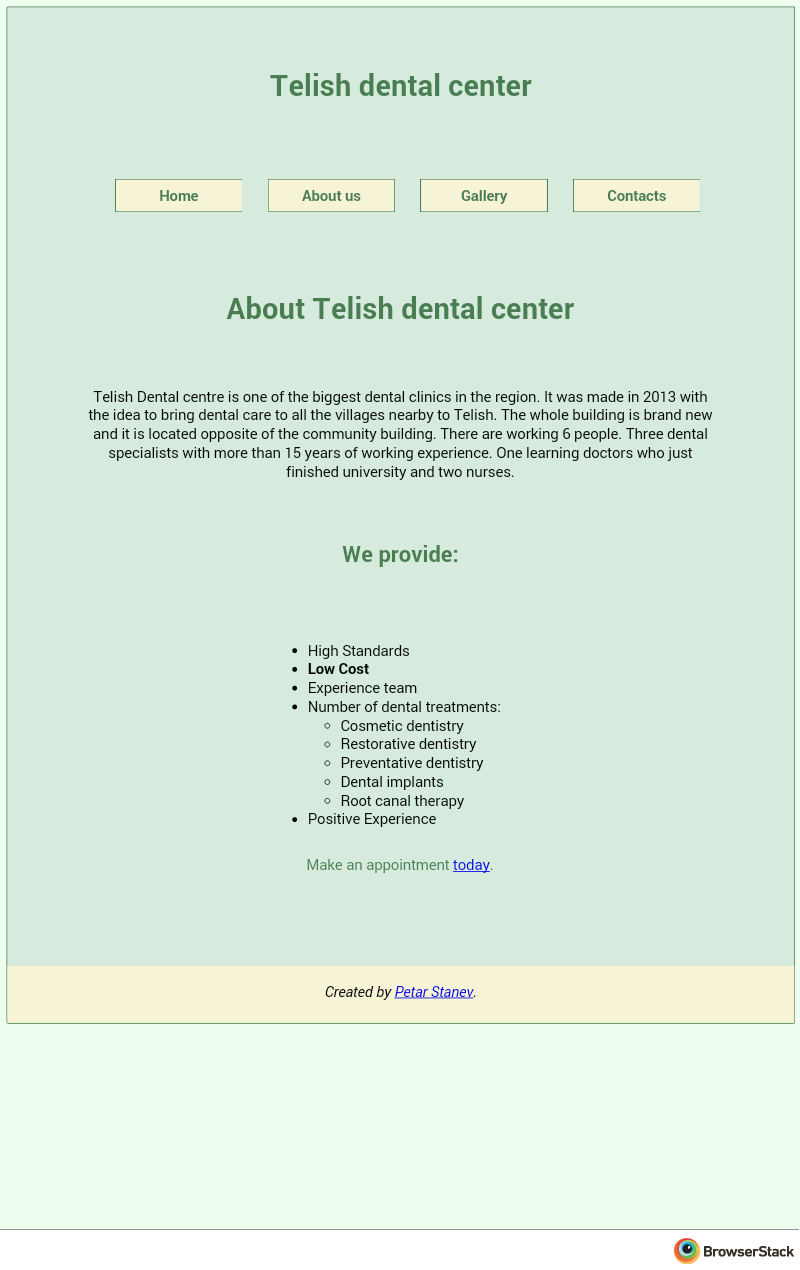 Telish dental center
Home
About us
Gallery
Contacts
About Telish dental center
Telish Dental centre is one of the biggest dental clinics in the region. It was made in 2013 with
the idea to bring dental care to all the villages nearby to Telish. The whole building is brand new
and it is located opposite of the community building. There are working 6 people. Three dental
specialists with more than 15 years of working experience. One learning doctors who just
finished university and two nurses.
We provide:
High Standards
Low Cost
Experience team
Number of dental treatments:
Cosmetic dentistry
Restorative dentistry
Preventative dentistry
Dental implants
Root canal therapy
Positive Experience
Make an appointment today.
Created by Petar Stanev.
BrowserStack